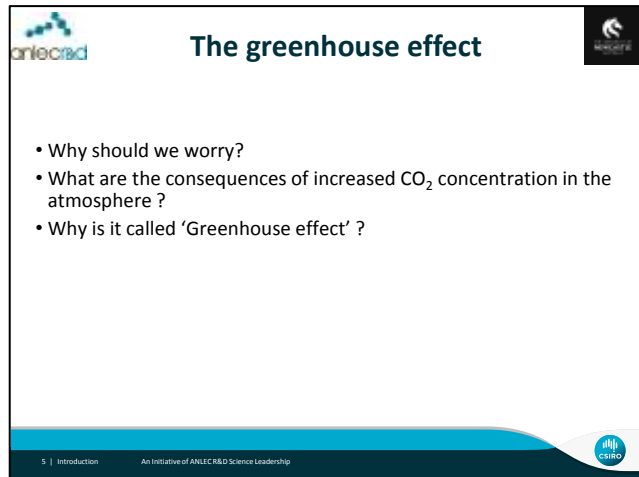 anlecr&d
The greenhouse effect
• Why should we worry?
• What are the consequences of increased CO₂ concentration in the
atmosphere ?
• Why is it called ‘Greenhouse effect’ ?
5 | Introduction An Initiative of ANLEC R&D Science Leadership
CSIRO